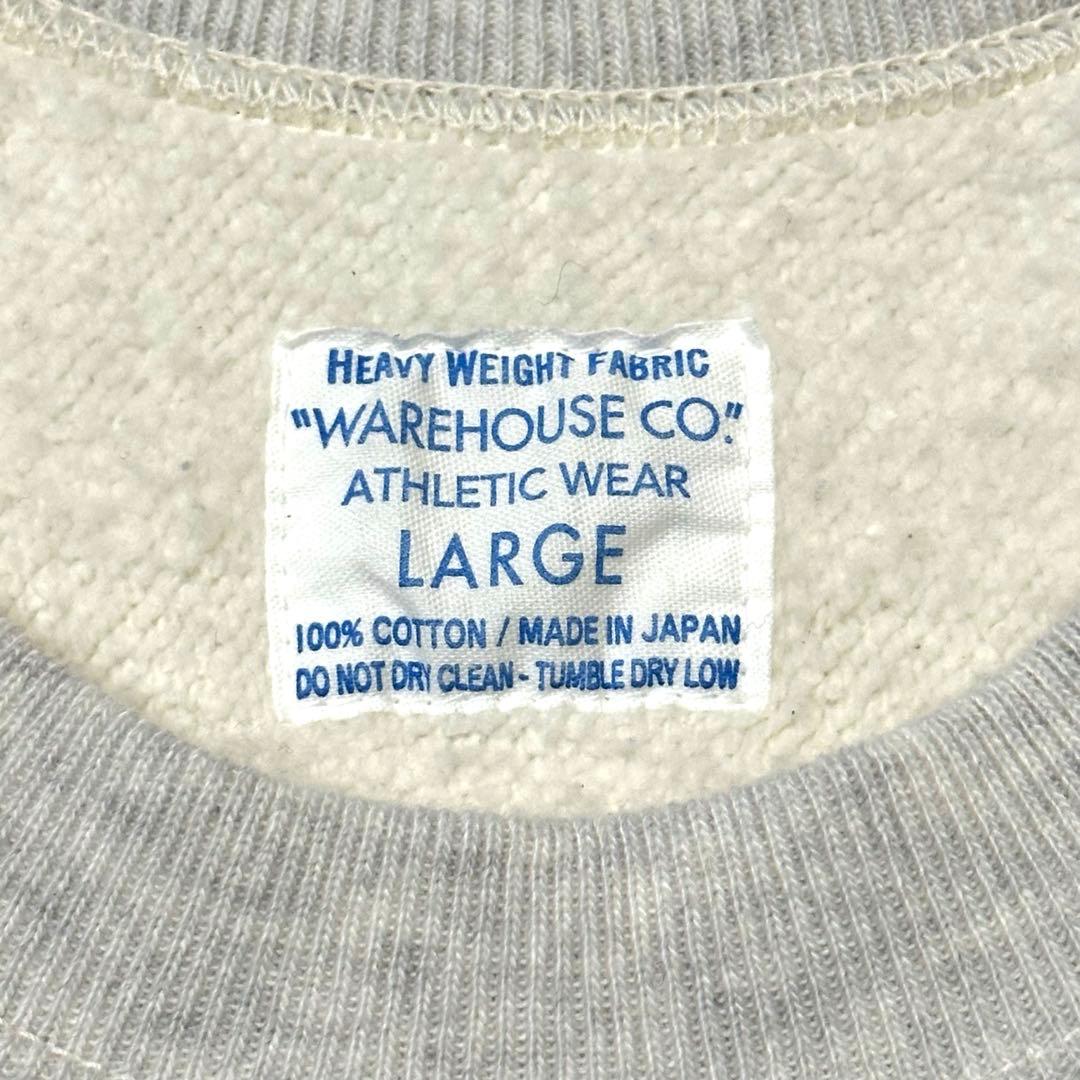 HEAVY WEIGHT FABRIC
"WAREHOUSE CO."
ATHLETIC WEAR
LARGE
100% COTTON / MADE IN JAPAN
DO NOT DRY CLEAN - TUMBLE DRY LOW